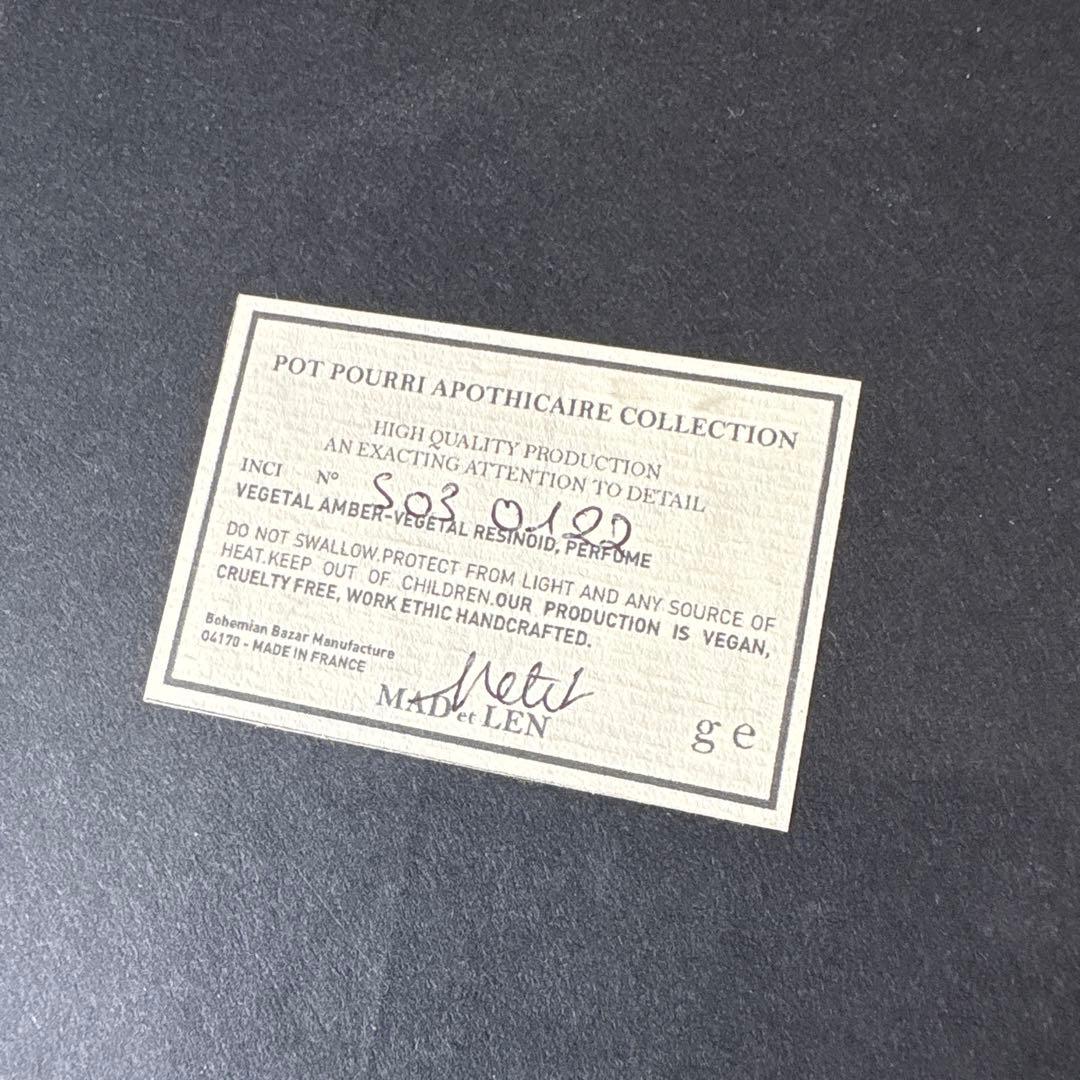 POT POURRI APOTHICAIRE COLLECTION
HIGH QUALITY PRODUCTION
AN EXACTING ATTENTION TO DETAIL
INCI N° S03 0122
VEGETAL AMBER-VEGETAL RESINOID, PERFUME
DO NOT SWALLOW.PROTECT FROM LIGHT AND ANY SOURCE OF
HEAT.KEEP OUT OF CHILDREN.OUR PRODUCTION IS VEGAN,
CRUELTY FREE, WORK ETHIC HANDCRAFTED.
Bohemian Bazar Manufacture
04170 - MADE IN FRANCE
MAD et LEN
g e